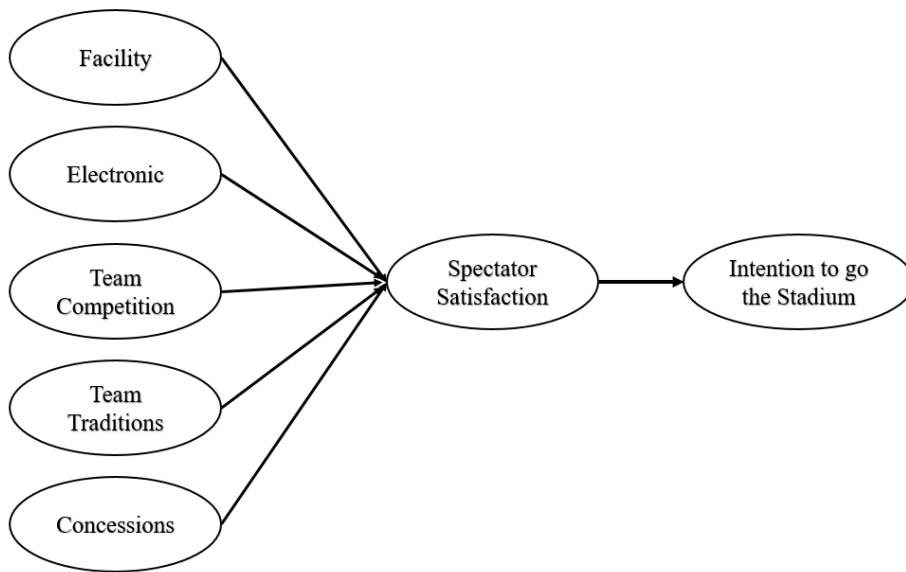 Facility
Electronic
Team
Competition
Team
Traditions
Concessions
Spectator
Satisfaction
Intention to go
the Stadium